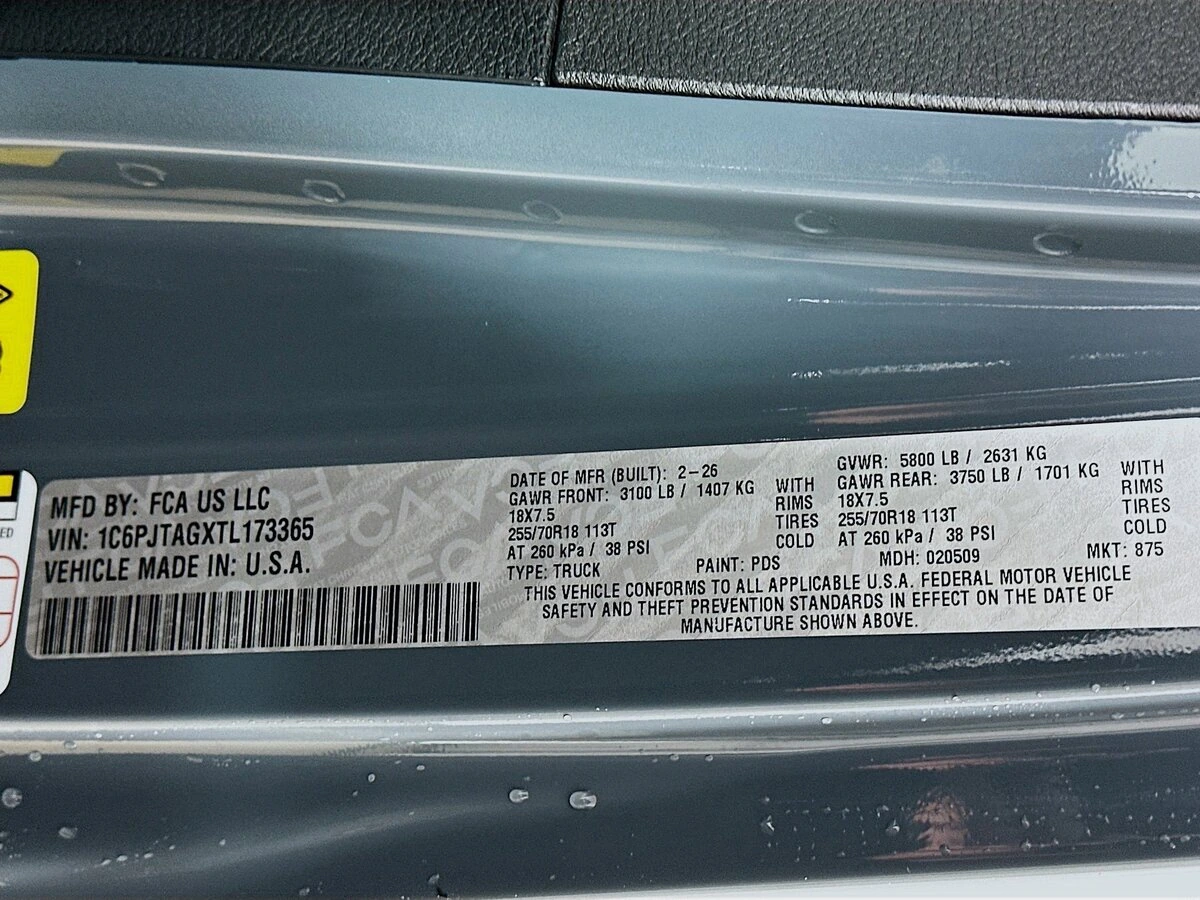 MFD BY: FCA US LLC
VIN: 1C6PJTAGXTL173365
VEHICLE MADE IN: U.S.A.
DATE OF MFR (BUILT): 2-26
GAWR FRONT: 3100 LB / 1407 KG
18X7.5
255/70R18 113T
AT 260 kPa / 38 PSI
WITH
RIMS
TIRES
COLD
GVWR: 5800 LB / 2631 KG
GAWR REAR: 3750 LB / 1701 KG
18X7.5
255/70R18 113T
AT 260 kPa / 38 PSI
WITH
RIMS
TIRES
COLD
TYPE: TRUCK PAINT: PDS MDH: 020509 MKT: 875
THIS VEHICLE CONFORMS TO ALL APPLICABLE U.S.A. FEDERAL MOTOR VEHICLE
SAFETY AND THEFT PREVENTION STANDARDS IN EFFECT ON THE DATE OF
MANUFACTURE SHOWN ABOVE.